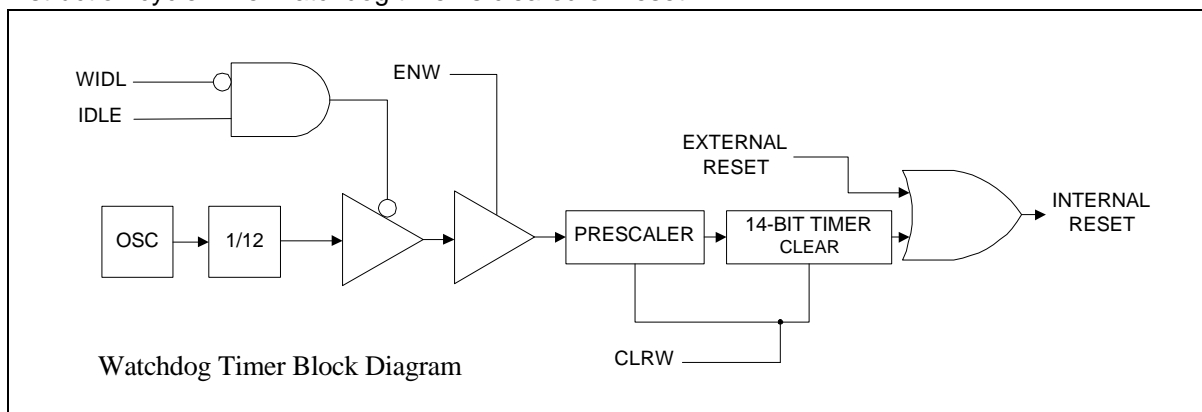 WIDL
IDLE
ENW
EXTERNAL
RESET
INTERNAL
RESET
OSC
1/12
PRESCALER
14-BIT TIMER
CLEAR
CLRW
Watchdog Timer Block Diagram